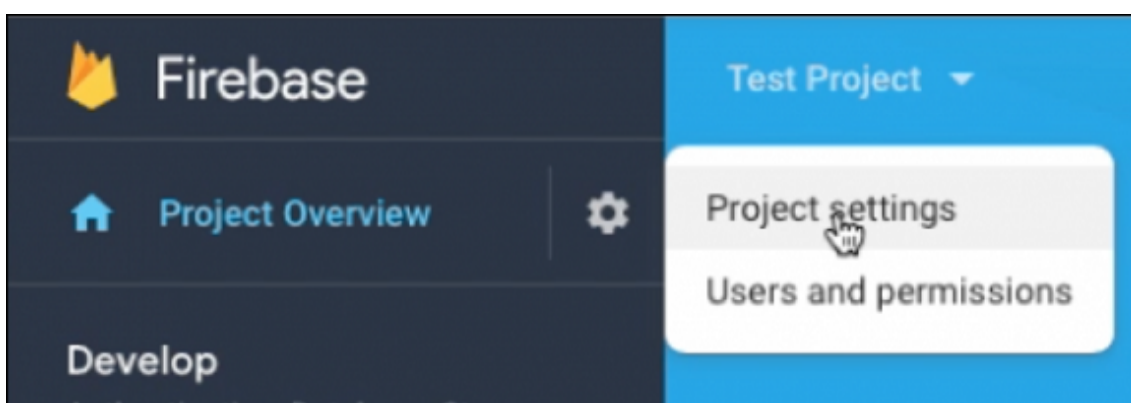 Firebase
Test Project
Project Overview
Project settings
Users and permissions
Develop